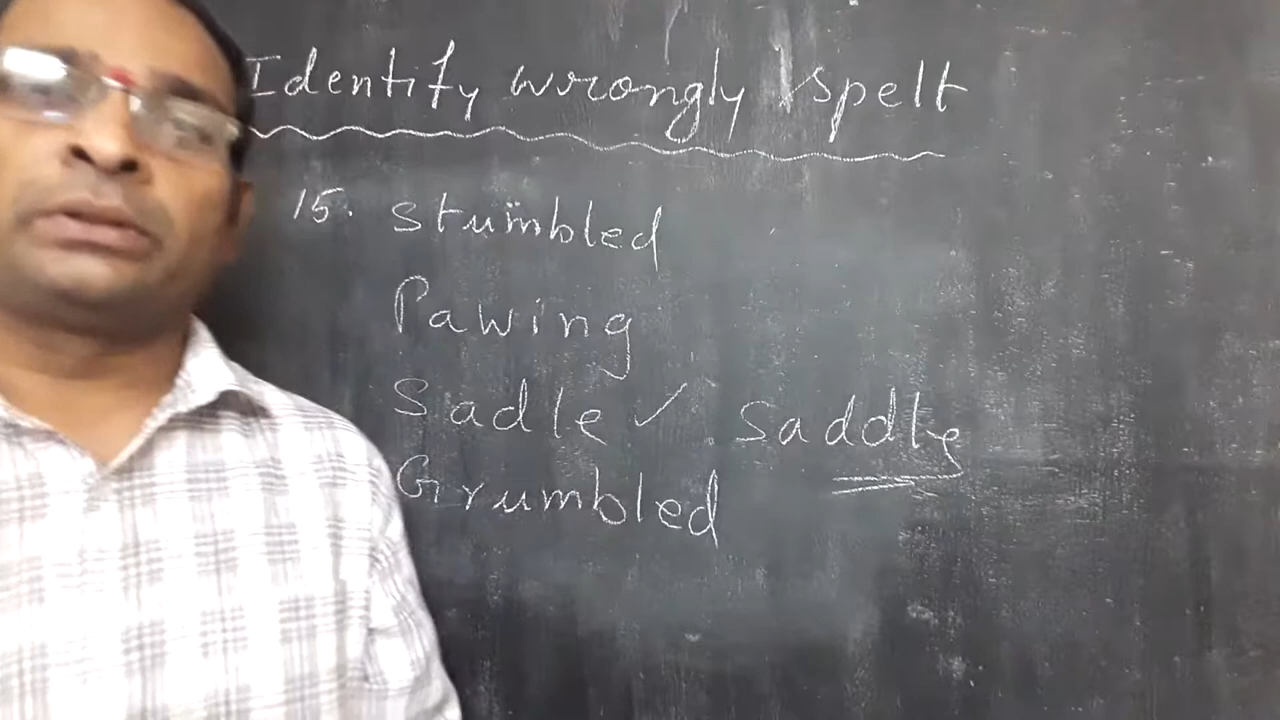 Identify wrongly spelt
15. Stumbled
Pawing
Sadle ✓ Saddle
Grumbled